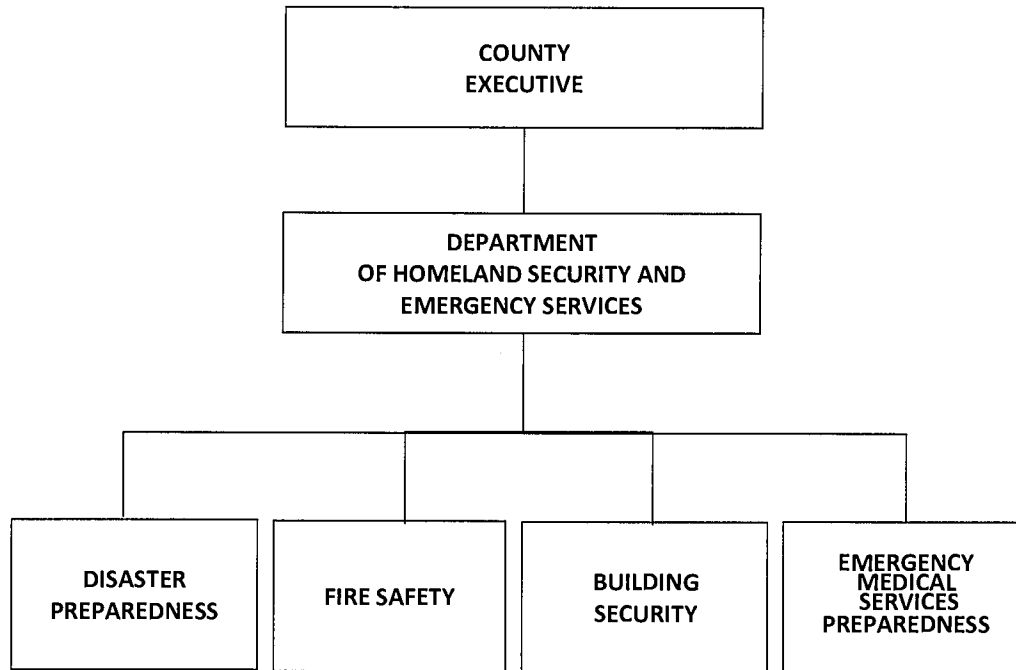 COUNTY
EXECUTIVE
DEPARTMENT
OF HOMELAND SECURITY AND
EMERGENCY SERVICES
DISASTER
PREPAREDNESS
FIRE SAFETY
BUILDING
SECURITY
EMERGENCY
MEDICAL
SERVICES
PREPAREDNESS